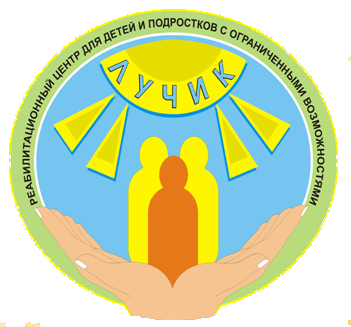 РЕАБИЛИТАЦИОННЫЙ ЦЕНТР ДЛЯ ДЕТЕЙ И ПОДРОСТКОВ С ОГРАНИЧЕННЫМИ ВОЗМОЖНОСТЯМИ
ЛУЧИК